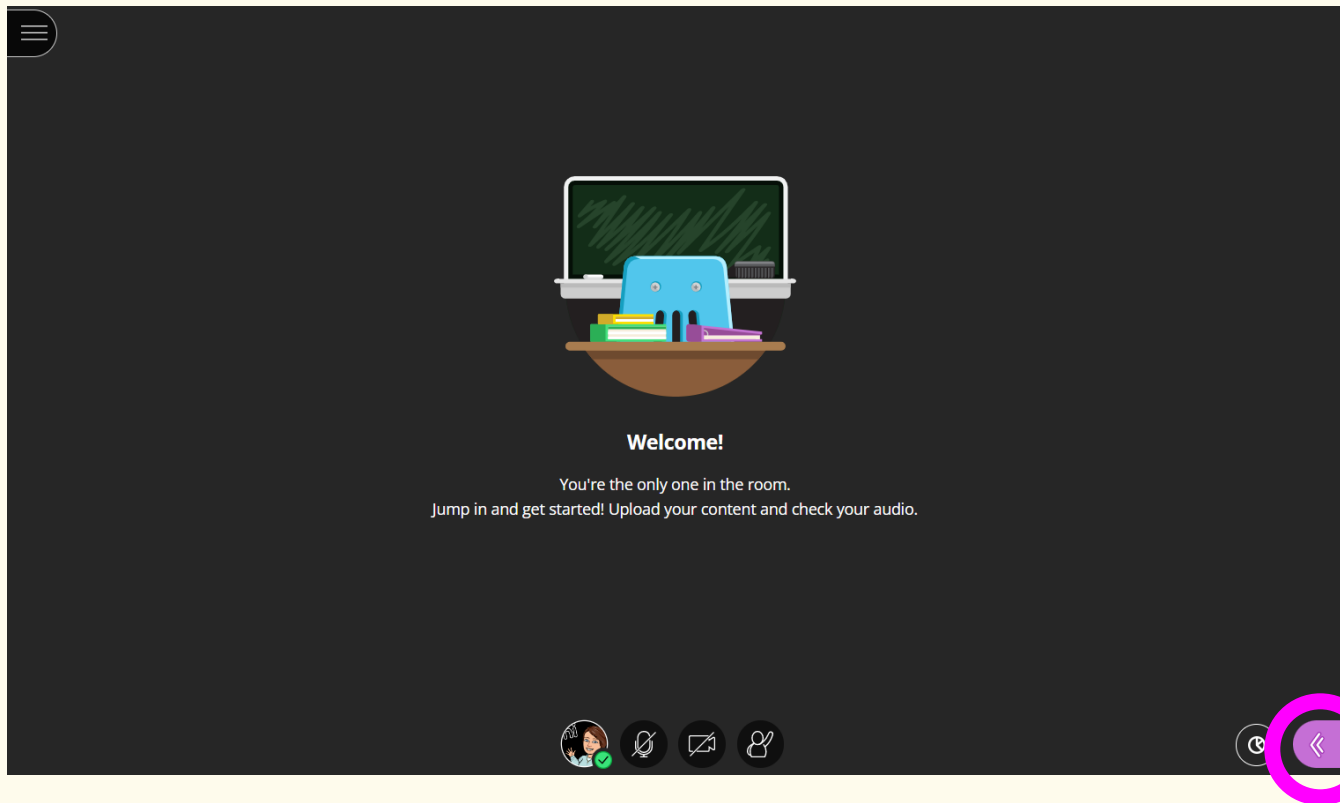 Welcome!
You're the only one in the room.
Jump in and get started! Upload your content and check your audio.